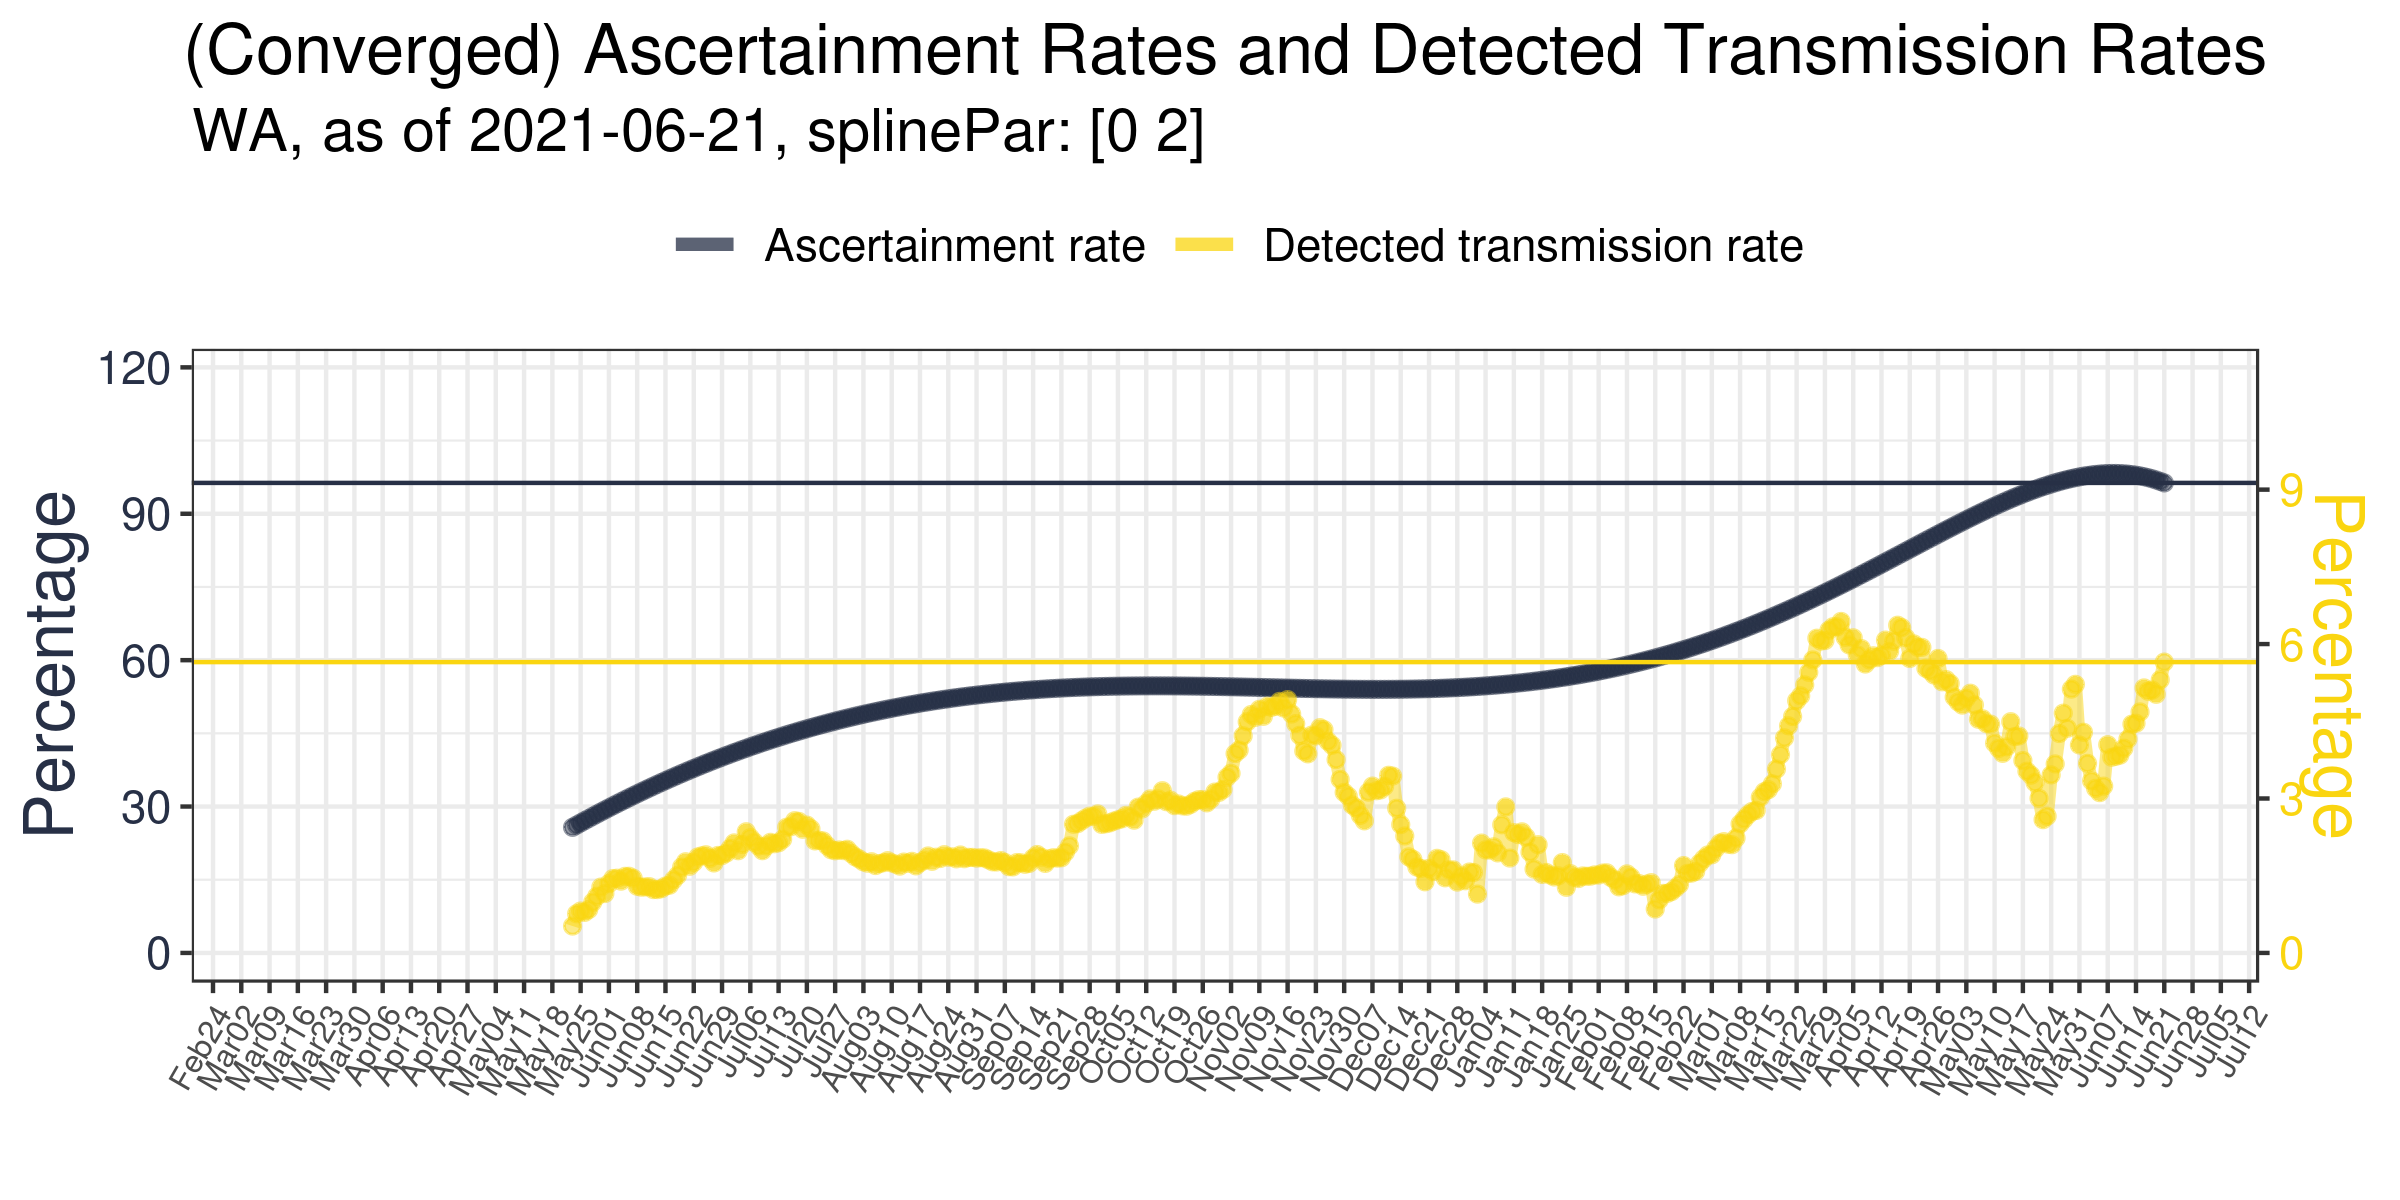 (Converged) Ascertainment Rates and Detected Transmission Rates
WA, as of 2021-06-21, splinePar: [0 2]
Ascertainment rate
Detected transmission rate
Percentage
120
90
60
30
0
9
6
3
0
Percentage
Feb24
Mar02
Mar09
Mar16
Mar23
Mar30
Apr06
Apr13
Apr20
Apr27
May04
May11
May18
May25
Jun01
Jun08
Jun15
Jun22
Jun29
Jul06
Jul13
Jul20
Jul27
Aug03
Aug10
Aug17
Aug24
Aug31
Sep07
Sep14
Sep21
Sep28
Oct05
Oct12
Oct19
Oct26
Nov02
Nov09
Nov16
Nov23
Nov30
Dec07
Dec14
Dec21
Dec28
Jan04
Jan11
Jan18
Jan25
Feb01
Feb08
Feb15
Feb22
Mar01
Mar08
Mar15
Mar22
Mar29
Apr05
Apr12
Apr19
Apr26
May03
May10
May17
May24
May31
May07
Jun14
Jun21
Jun28
Jul05
Jul12